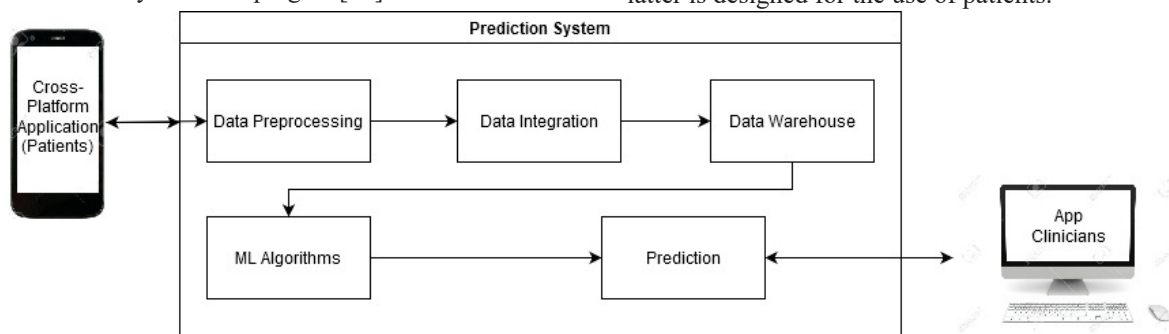 latter is designed for the use of patients.
Prediction System
Cross-
Platform
Application
(Patients)
Data Preprocessing
Data Integration
Data Warehouse
ML Algorithms
Prediction
App
Clinicians